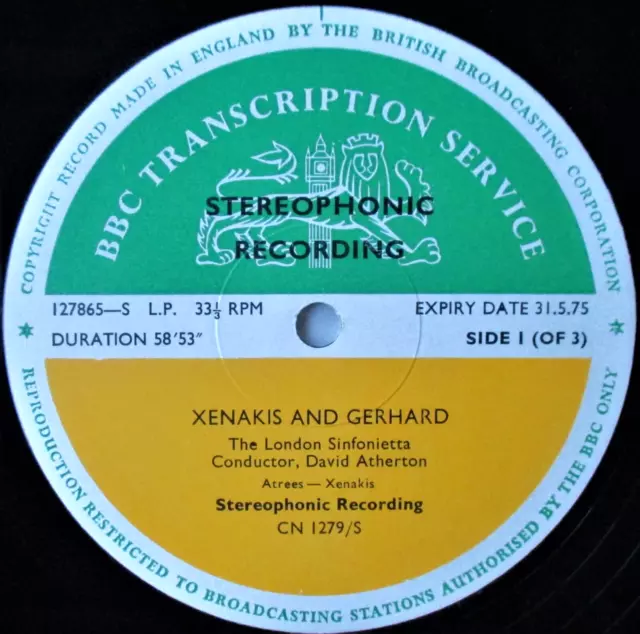 COPYRIGHT RECORD MADE IN ENGLAND BY THE BRITISH BROADCASTING CORPORATION
BBC TRANSCRIPTION SERVICE
STEREOPHONIC
RECORDING
127865—S L.P. 33⅓ RPM
EXPIRY DATE 31.5.75
DURATION 58′53″
SIDE 1 (OF 3)
XENAKIS AND GERHARD
The London Sinfonietta
Conductor, David Atherton
Atrees — Xenakis
Stereophonic Recording
CN 1279/S
REPRODUCTION RESTRICTED TO BROADCASTING STATIONS AUTHORISED BY THE BBC ONLY